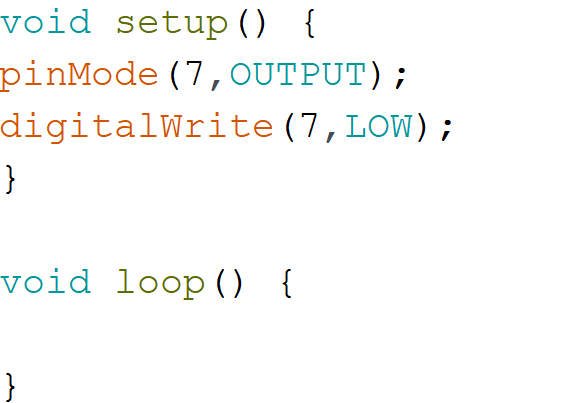 void setup() {
pinMode(7,OUTPUT);
digitalWrite(7,LOW);
}
void loop() {
}